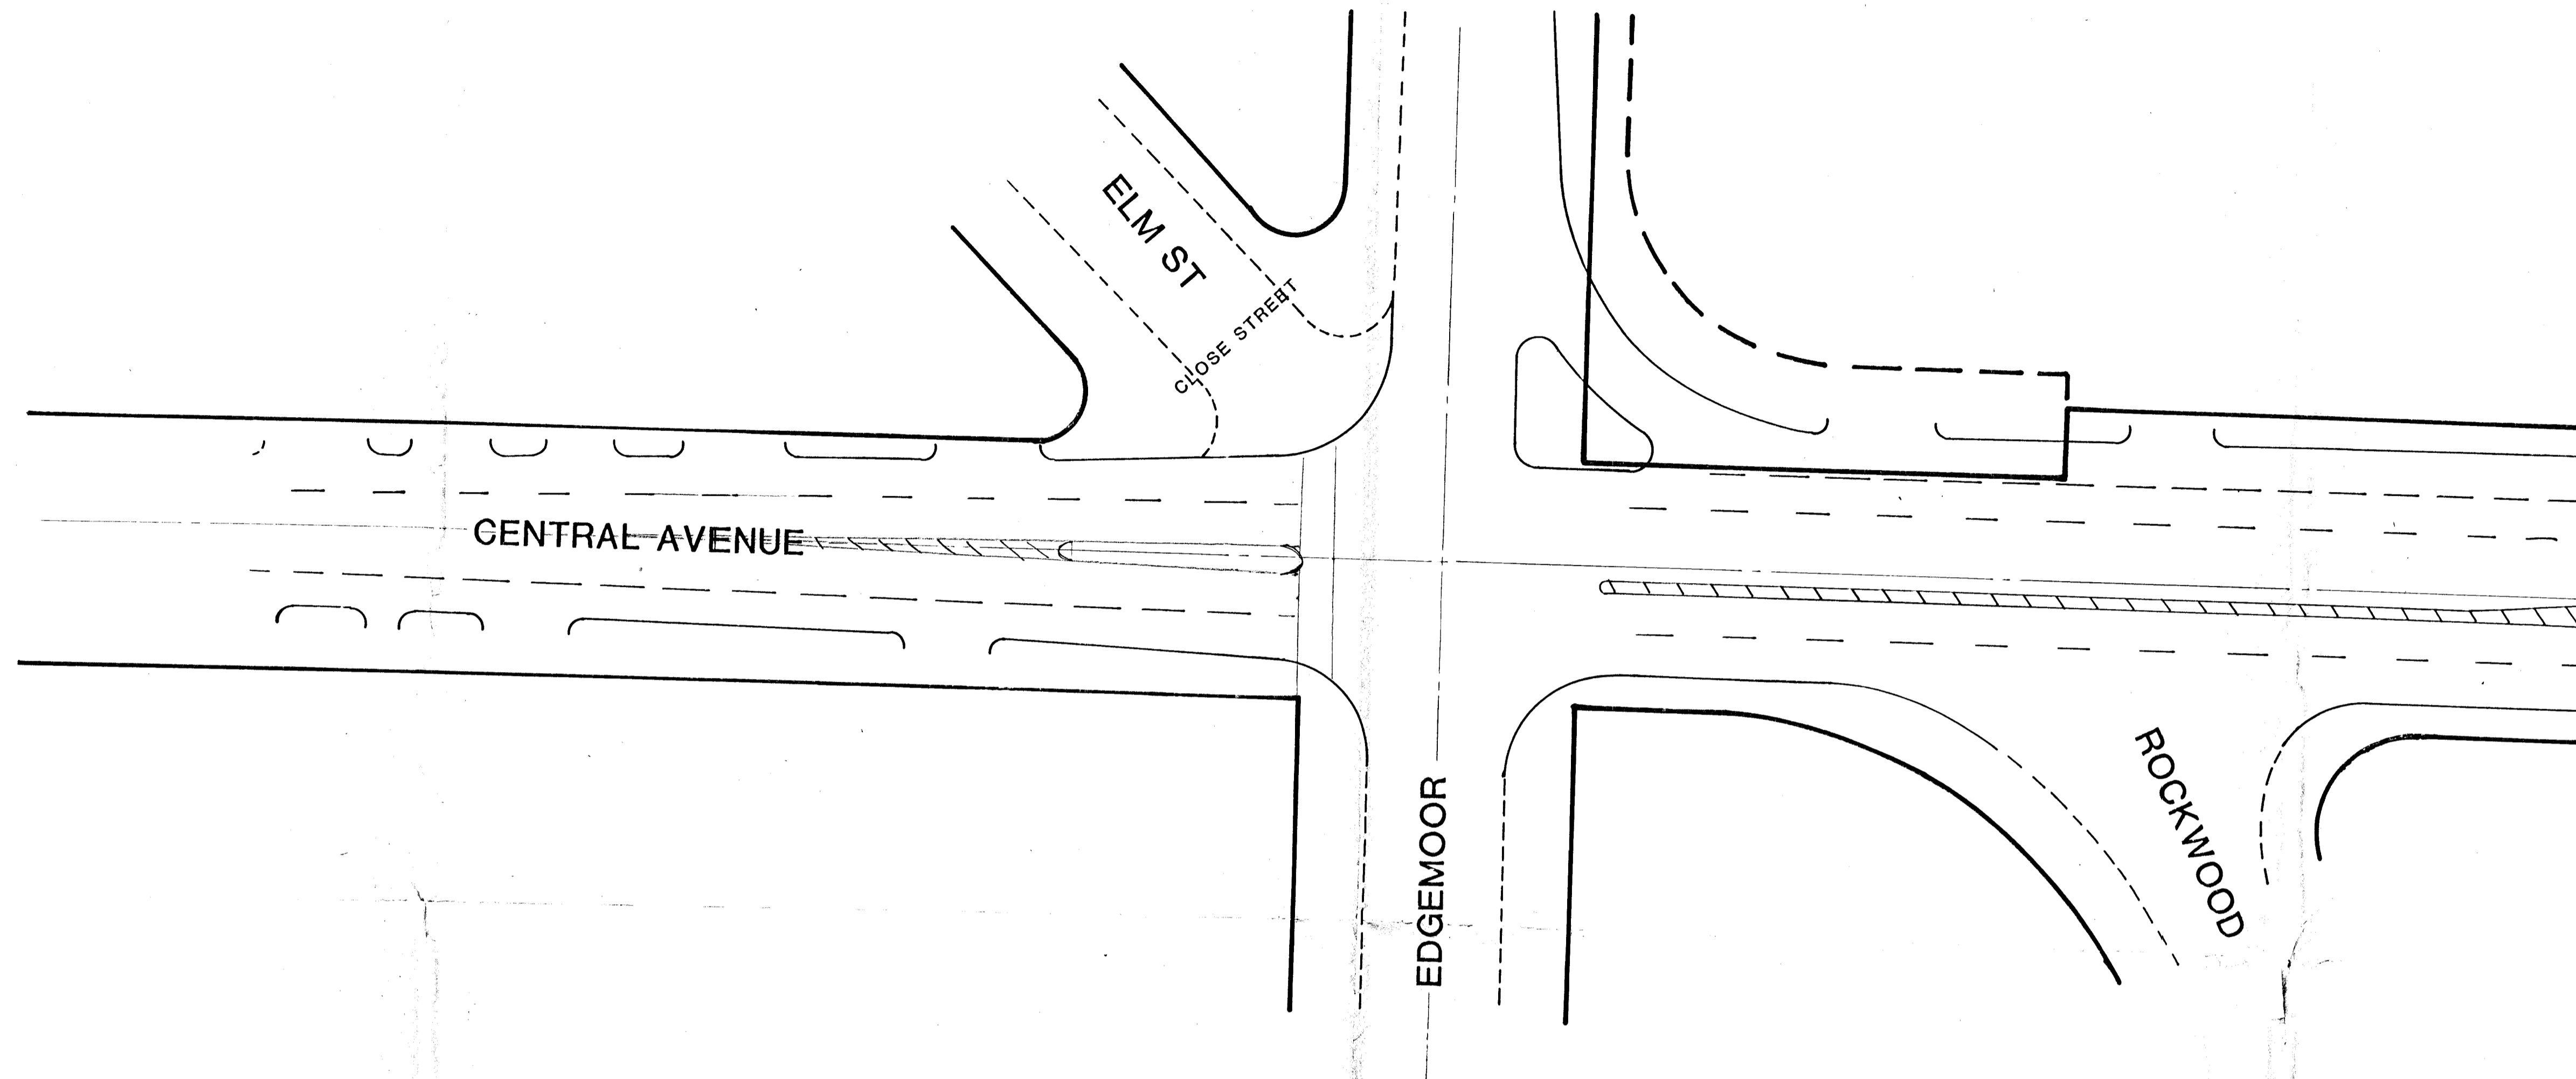 ELM ST
CLOSE STREET
CENTRAL AVENUE
EDGEMOOR
ROCKWOOD